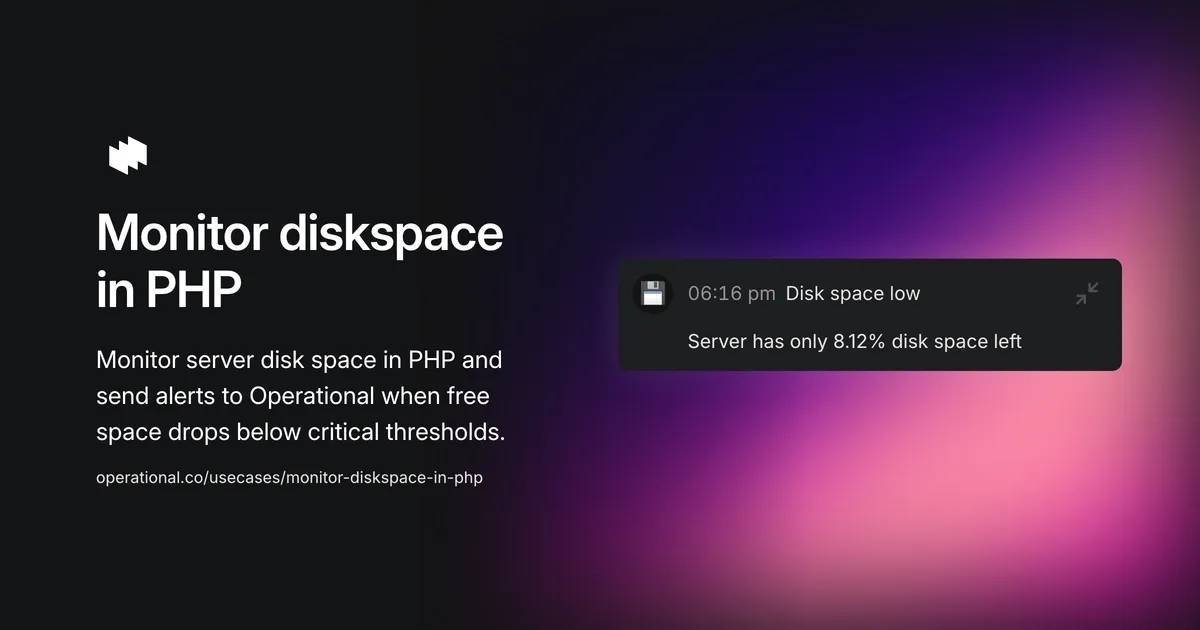 Monitor diskspace
in PHP
Monitor server disk space in PHP and
send alerts to Operational when free
space drops below critical thresholds.
operational.co/usecases/monitor-diskspace-in-php
06:16 pm Disk space low
Server has only 8.12% disk space left